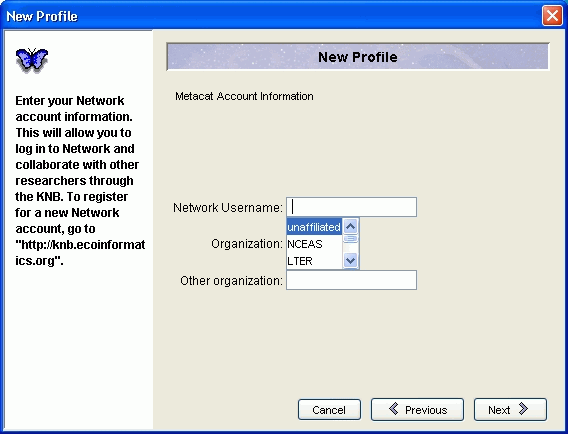 New Profile
Enter your Network
account information.
This will allow you to
log in to Network and
collaborate with other
researchers through
the KNB. To register
for a new Network
account, go to
"http://knb.ecoinformat
ics.org".
New Profile
Metacat Account Information
Network Username:
Organization:
unaffiliated
NCEAS
LTER
Other organization:
Cancel
Previous
Next